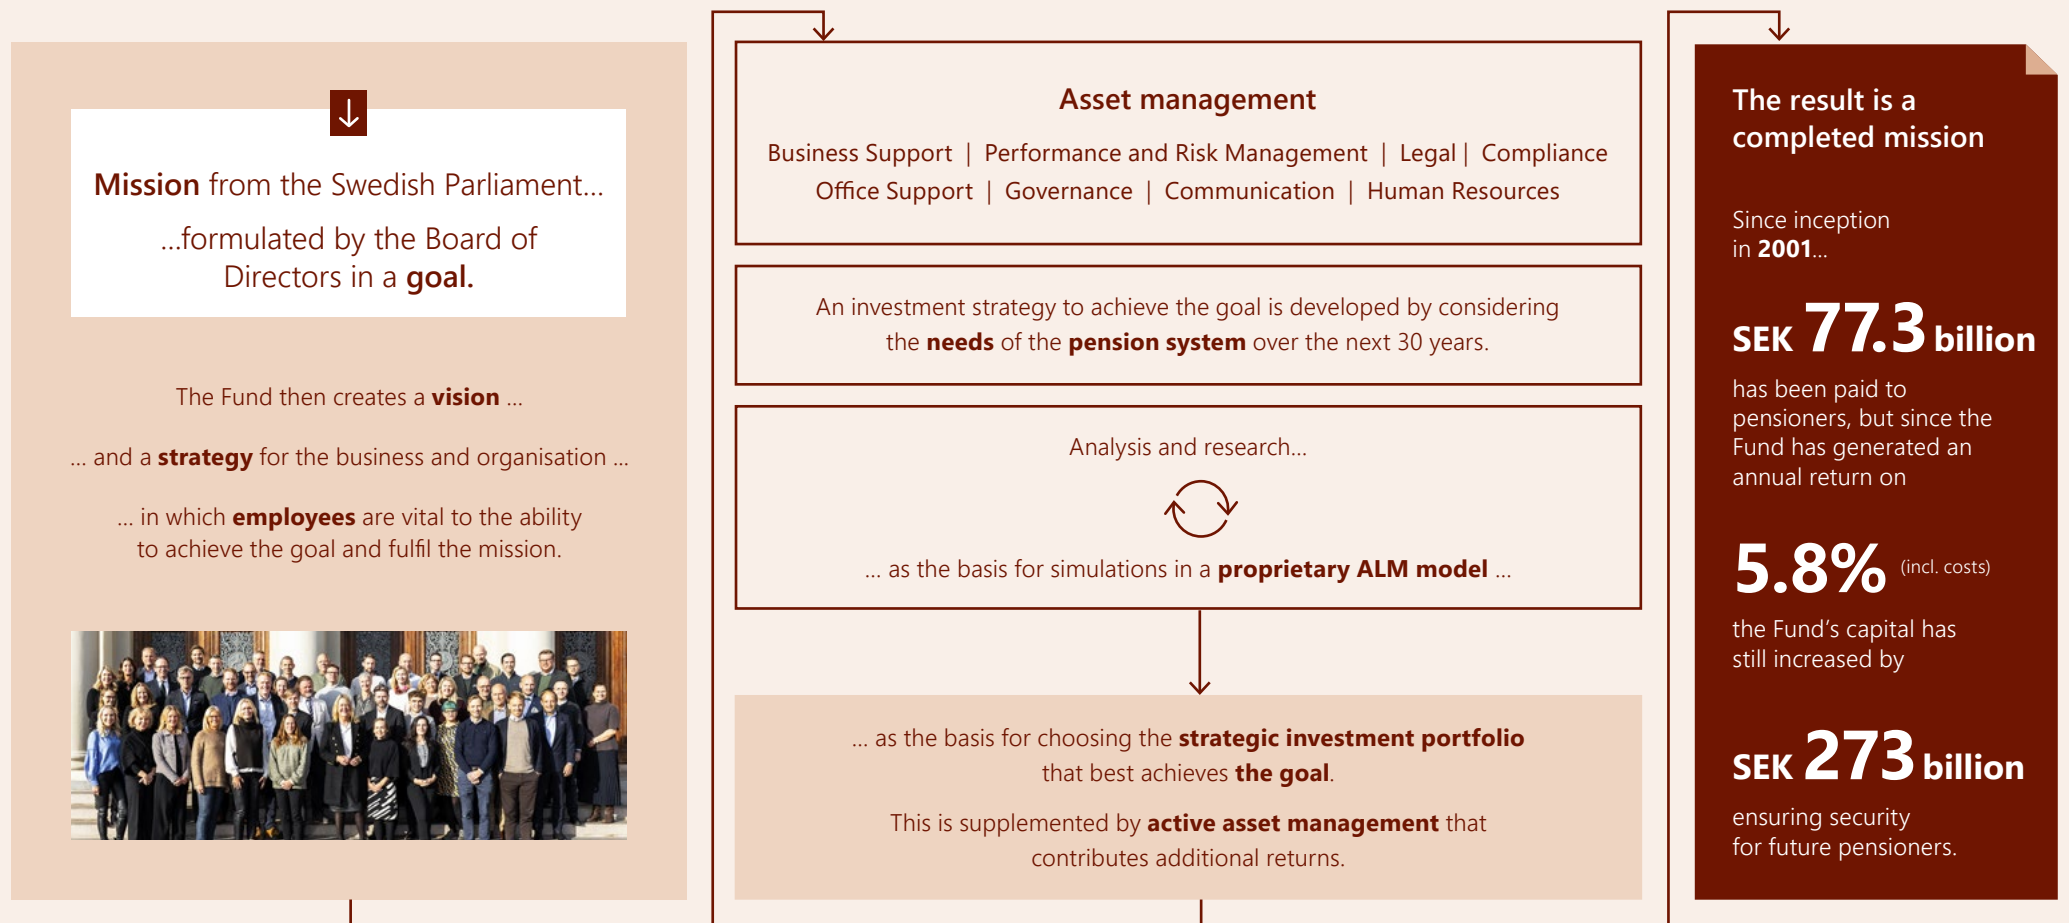 Mission from the Swedish Parliament…
…formulated by the Board of
Directors in a goal.
The Fund then creates a vision …
… and a strategy for the business and organisation …
… in which employees are vital to the ability
to achieve the goal and fulfil the mission.
Asset management
Business Support | Performance and Risk Management | Legal | Compliance
Office Support | Governance | Communication | Human Resources
An investment strategy to achieve the goal is developed by considering
the needs of the pension system over the next 30 years.
Analysis and research…
… as the basis for simulations in a proprietary ALM model …
… as the basis for choosing the strategic investment portfolio
that best achieves the goal.
This is supplemented by active asset management that
contributes additional returns.
The result is a
completed mission
Since inception
in 2001…
SEK 77.3 billion
has been paid to
pensioners, but since the
Fund has generated an
annual return on
5.8% (incl. costs)
the Fund’s capital has
still increased by
SEK 273 billion
ensuring security
for future pensioners.